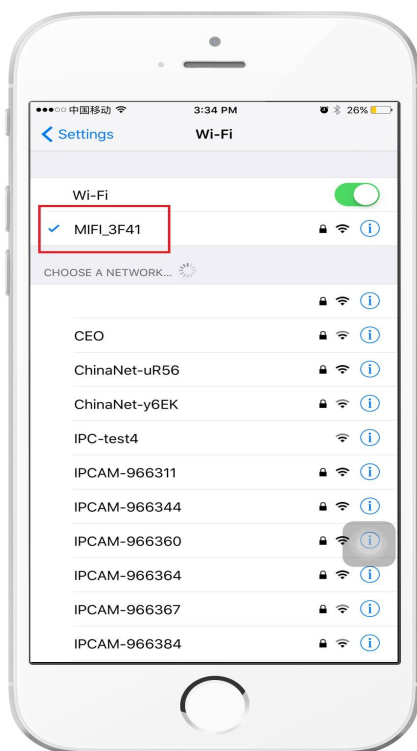 中国移动 3:34 PM 26%
Settings Wi-Fi
Wi-Fi
MIFI_3F41
CHOOSE A NETWORK...
CEO
ChinaNet-uR56
ChinaNet-y6EK
IPC-test4
IPCAM-966311
IPCAM-966344
IPCAM-966360
IPCAM-966364
IPCAM-966367
IPCAM-966384